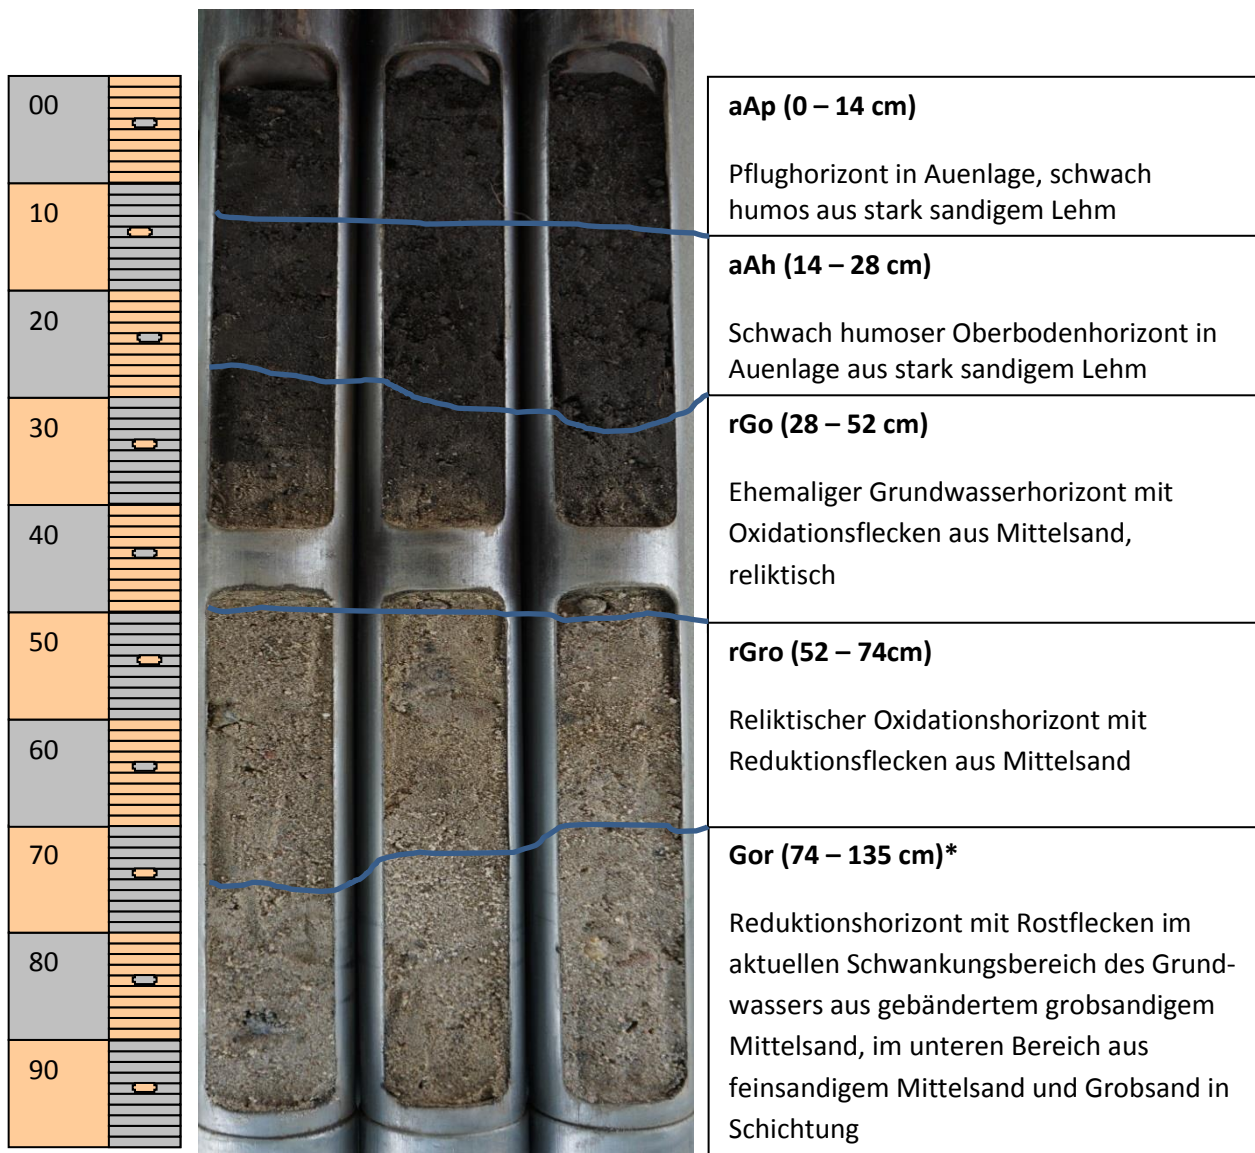 00
10
20
30
40
50
60
70
80
90
aAp (0 – 14 cm)
Pflughorizont in Auenlage, schwach
humos aus stark sandigem Lehm
aAh (14 – 28 cm)
Schwach humoser Oberbodenhorizont in
Auenlage aus stark sandigem Lehm
rGo (28 – 52 cm)
Ehemaliger Grundwasserhorizont mit
Oxidationsflecken aus Mittelsand,
reliktisch
rGro (52 – 74cm)
Reliktischer Oxidationshorizont mit
Reduktionsflecken aus Mittelsand
Gor (74 – 135 cm)*
Reduktionshorizont mit Rostflecken im
aktuellen Schwankungsbereich des Grund-
wassers aus gebändertem grobsandigem
Mittelsand, im unteren Bereich aus
feinsandigem Mittelsand und Grobsand in
Schichtung